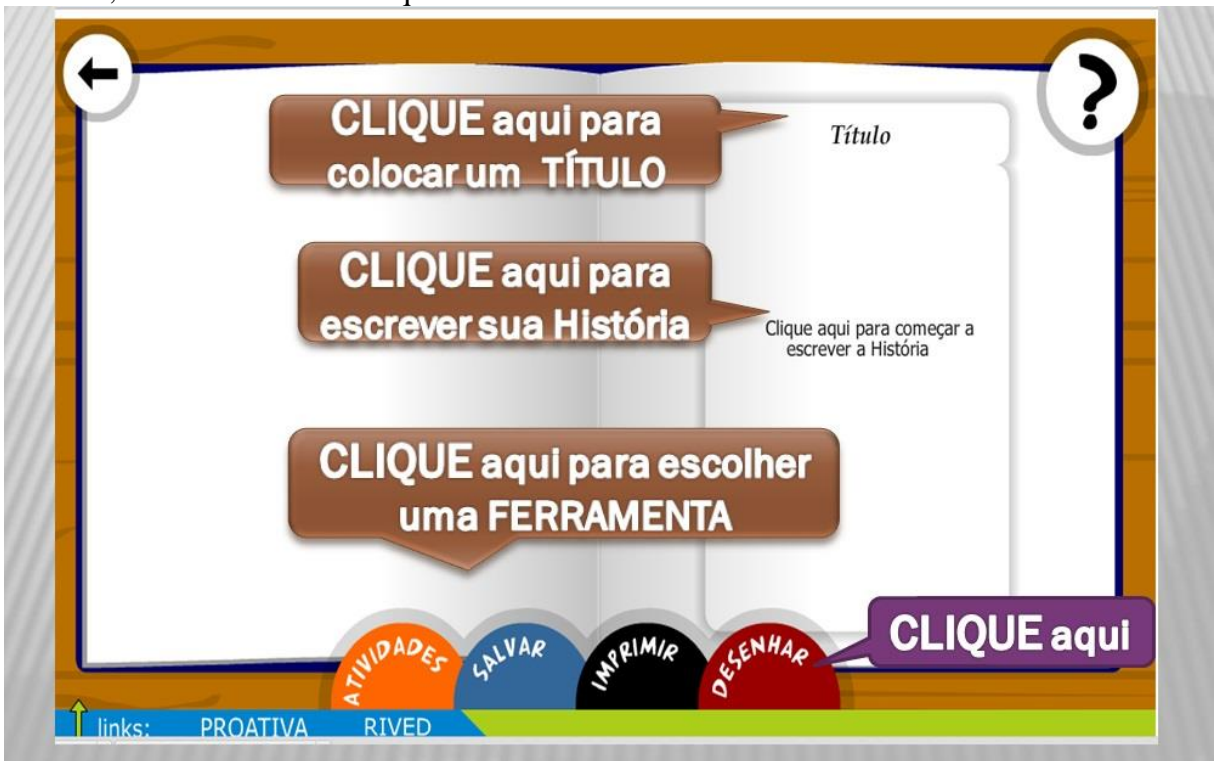 ?
CLIQUE aqui para
colocar um TÍTULO
Título
CLIQUE aqui para
escrever sua História
Clique aqui para começar a
escrever a História
CLIQUE aqui para escolher
uma FERRAMENTA
CLIQUE aqui
ATIVIDADES
SALVAR
IMPRIMIR
DESENHAR
links: PROATIVA RIVED